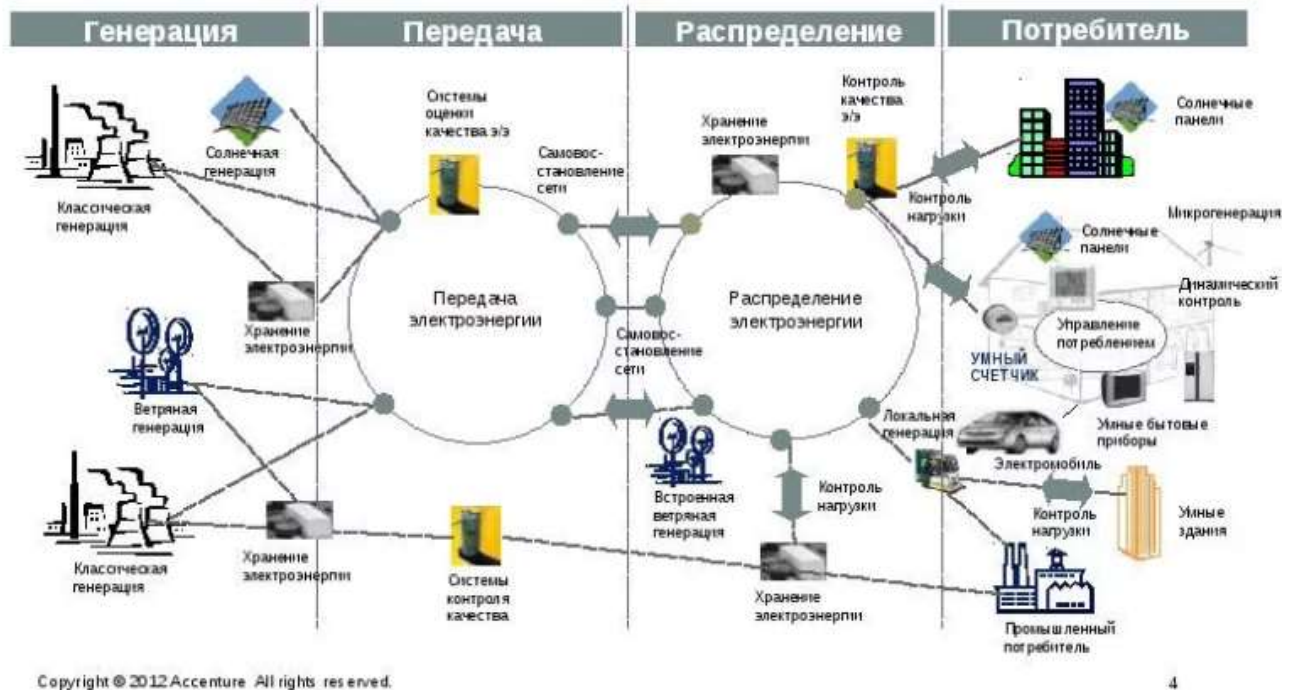 Генерация
Передача
Распределение
Потребитель
Классическая
генерация
Солнечная
генерация
Хранение
электроэнергии
Ветряная
генерация
Классическая
генерация
Хранение
электроэнергии
Системы
оценки
качества э/э
Самовос-
становление
сети
Передача
электроэнергии
Самовос-
становление
сети
Системы
контроля
качества
Хранение
электроэнергии
Контроль
качества
э/э
Распределение
электроэнергии
Встроенная
ветряная
генерация
Контроль
нагрузки
Хранение
электроэнергии
Контроль
нагрузки
Локальная
генерация
Солнечные
панели
Микрогенерация
Солнечные
панели
Динамический
контроль
Управление
потреблением
УМНЫЙ
СЧЕТЧИК
Умные бытовые
приборы
Электромобиль
Контроль
нагрузки
Умные
здания
Промышленный
потребитель
Copyright © 2012 Accenture All rights reserved.
4